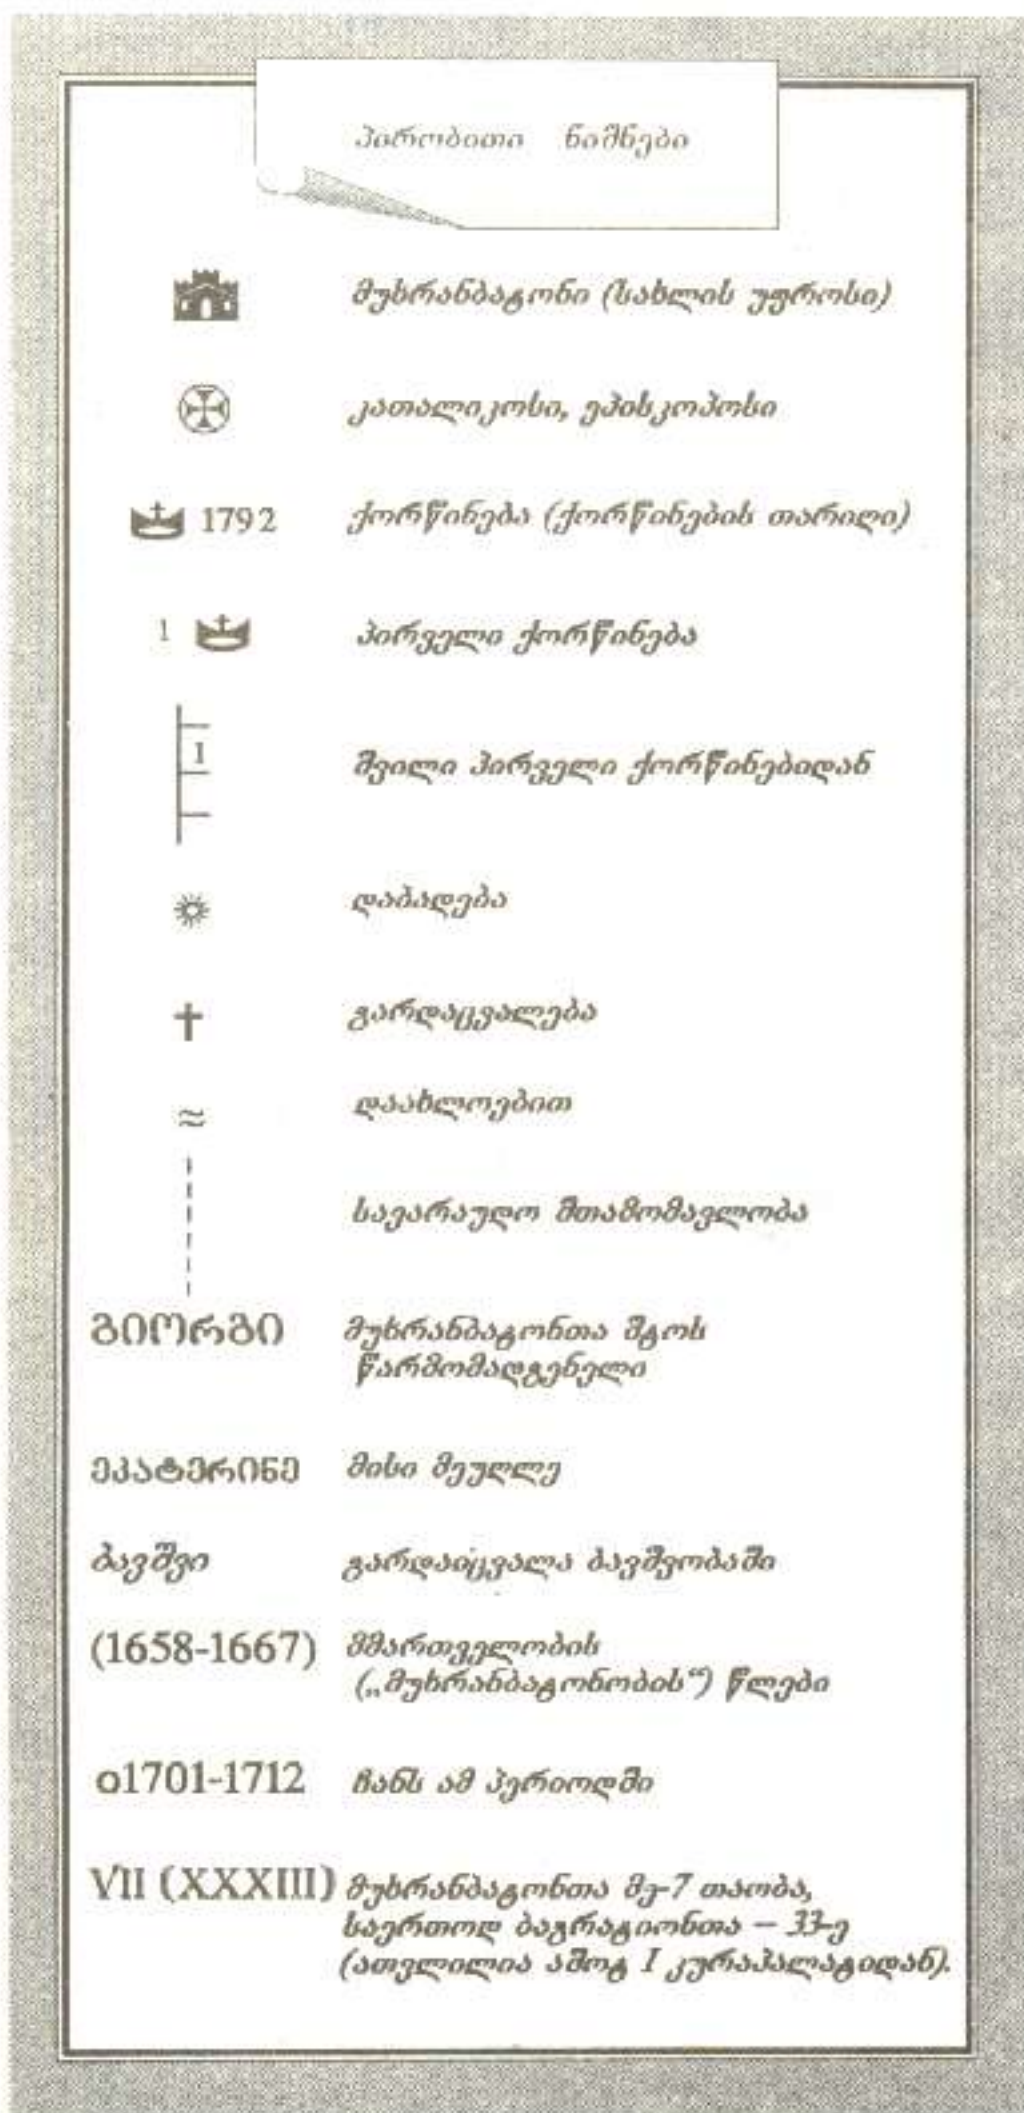 პირობითი ნიშნები
მუხრანბატონი (სახლის უფროსი)
კათალიკოსი, ეპისკოპოსი
1792 ქორწინება (ქორწინების თარიღი)
1 პირველი ქორწინება
1 შვილი პირველი ქორწინებიდან
დაბადება
† გარდაცვალება
≈ დაახლოებით
სავარაუდო შთამომავლობა
გიორგი მუხრანბატონთა შტოს
წარმომადგენელი
ეკატერინე მისი მეუღლე
ბავშვი გარდაიცვალა ბავშვობაში
(1658-1667) მმართველობის
(„მუხრანბატონობის“) წლები
o1701-1712 ჩანს ამ პერიოდში
VII (XXXIII) მუხრანბატონთა მე-7 თაობა,
საერთოდ ბაგრატიონთა – 33-ე
(ათვლილია აშოტ I კურაპალატიდან).